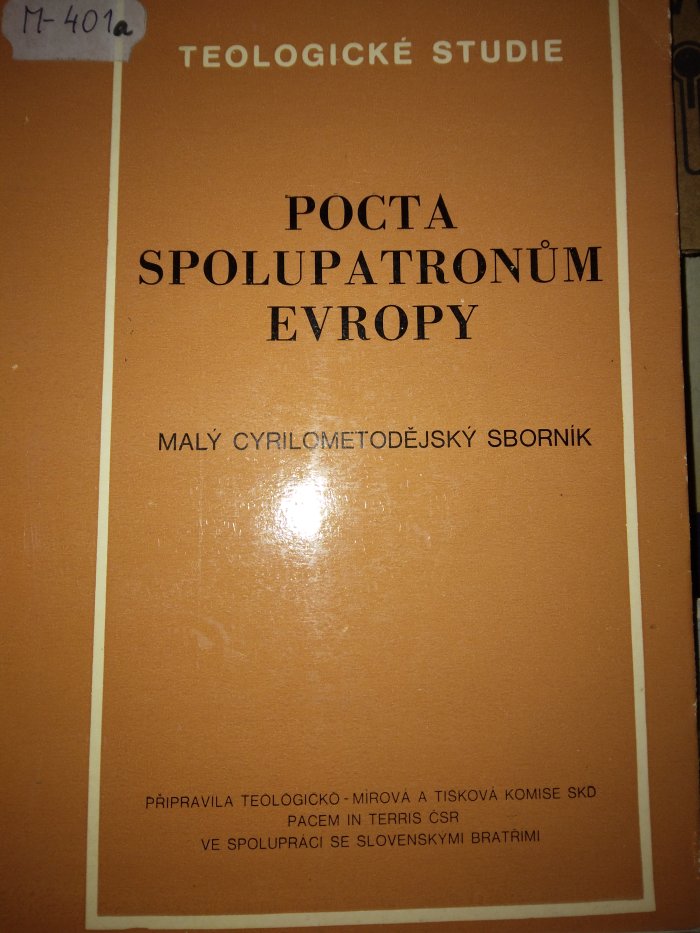 M-401a
TEOLOGICKÉ STUDIE
POCTA
SPOLUPATRONŮM
EVROPY
MALÝ CYRILOMETODĚJSKÝ SBORNÍK
PŘIPRAVILA TEOLOGICKO - MÍROVÁ A TISKOVÁ KOMISE SKD
PACEM IN TERRIS ČSR
VE SPOLUPRÁCI SE SLOVENSKÝMI BRATŘÍMI